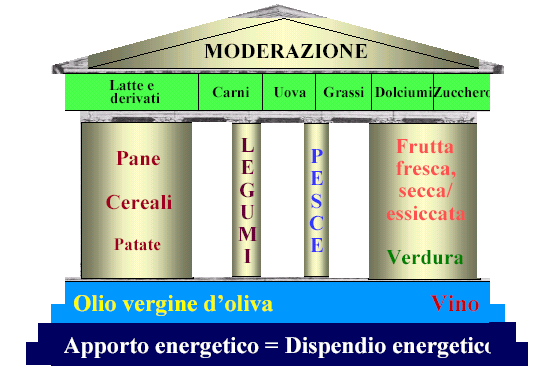 MODERAZIONE
Latte e
derivati
Carni
Uova
Grassi
Dolciumi
Zucchero
Pane
Cereali
Patate
LEGUMI
PESCE
Frutta
fresca,
secca/
essiccata
Verdura
Olio vergine d’oliva
Vino
Apporto energetico = Dispendio energetico